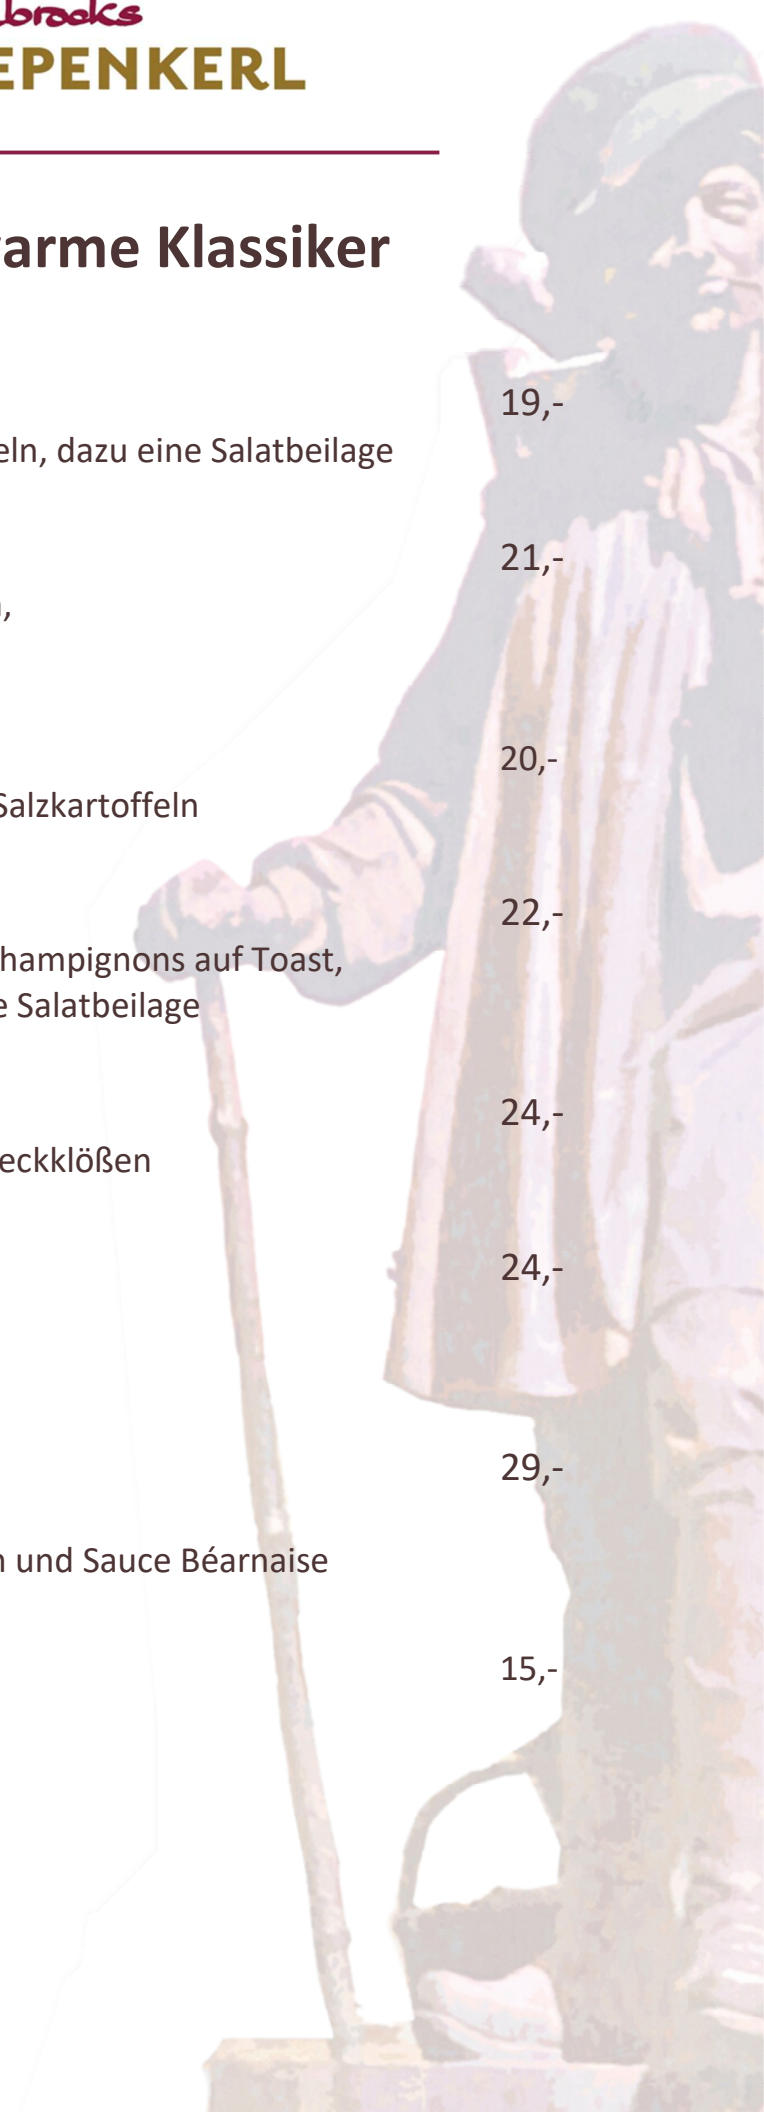 brooks
EPENKERL
arme Klassiker
19,-
eln, dazu eine Salatbeilage
21,-
,
20,-
Salzkartoffeln
22,-
hampignons auf Toast,
e Salatbeilage
24,-
eckklößen
24,-
29,-
n und Sauce Béarnaise
15,-